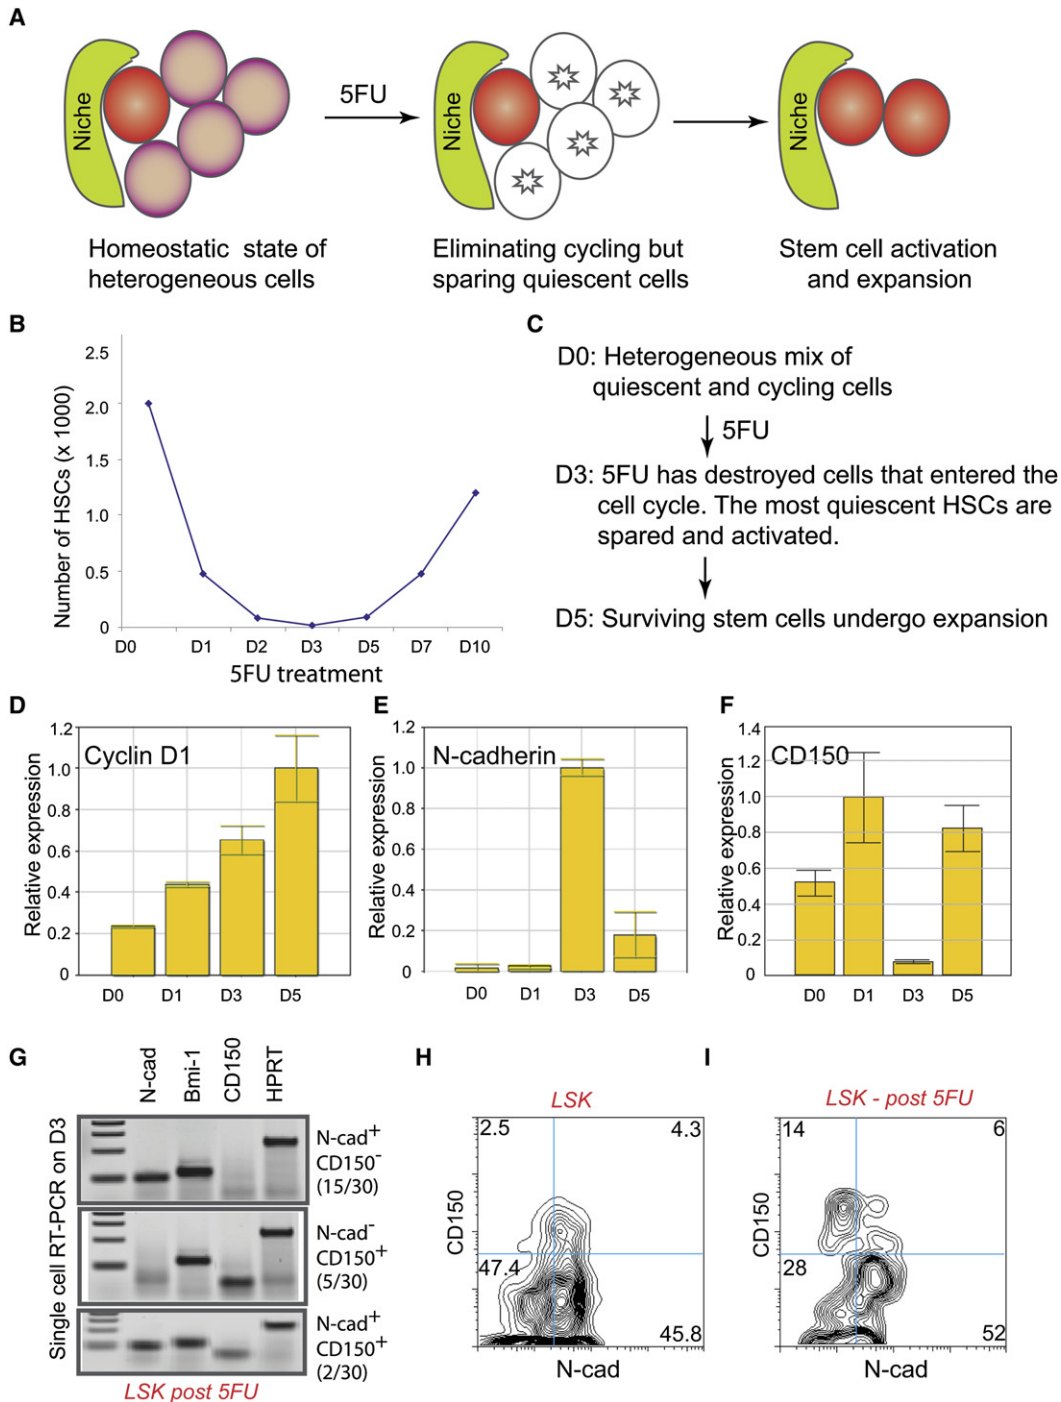 A
Niche
5FU
Niche
Niche
Homeostatic state of
heterogeneous cells
Eliminating cycling but
sparing quiescent cells
Stem cell activation
and expansion
B
Number of HSCs (x 1000)
2.5
2.0
1.5
1.0
0.5
0
D0 D1 D2 D3 D5 D7 D10
5FU treatment
C
D0: Heterogeneous mix of
quiescent and cycling cells
5FU
D3: 5FU has destroyed cells that entered the
cell cycle. The most quiescent HSCs are
spared and activated.
D5: Surviving stem cells undergo expansion
D
Cyclin D1
Relative expression
1.2
1.0
0.8
0.6
0.4
0.2
0
D0 D1 D3 D5
E
N-cadherin
Relative expression
1.2
1.0
0.8
0.6
0.4
0.2
0
D0 D1 D3 D5
F
CD150
Relative expression
1.4
1.2
1.0
0.8
0.6
0.4
0.2
0
D0 D1 D3 D5
G
N-cad
Bmi-1
CD150
HPRT
Single cell RT-PCR on D3
N-cad⁺
CD150⁻
(15/30)
N-cad⁻
CD150⁺
(5/30)
N-cad⁺
CD150⁺
(2/30)
LSK post 5FU
H
LSK
2.5 4.3
CD150
47.4
45.8
N-cad
I
LSK - post 5FU
14 6
CD150
28
52
N-cad